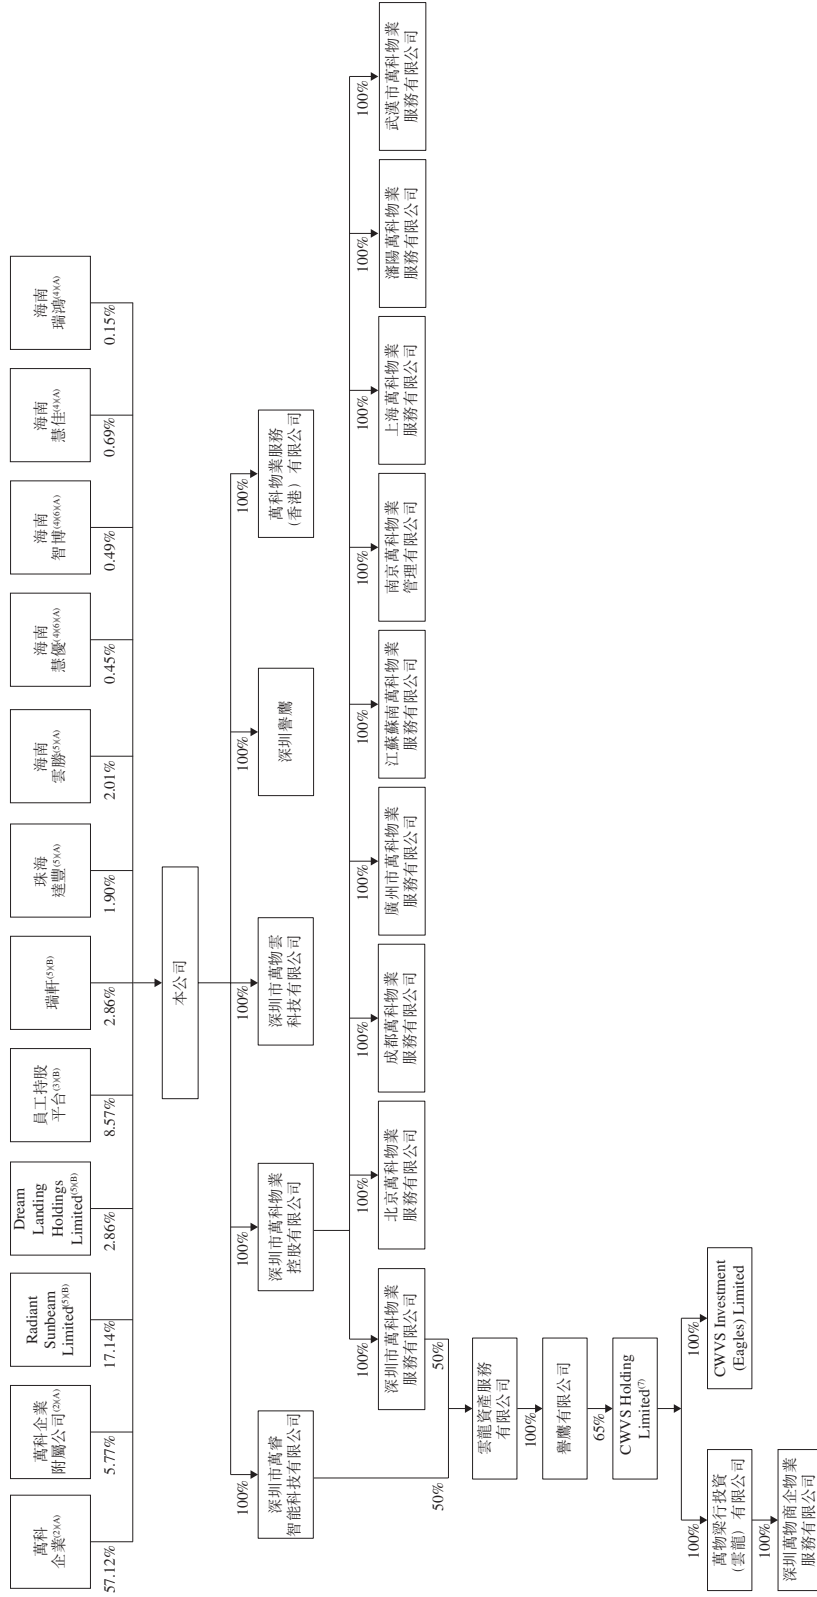 萬科
企業(2)(A)
萬科企業
附屬公司(2)(A)
Radiant
Sunbeam
Limited(5)(B)
Dream
Landing
Holdings
Limited(5)(B)
員工持股
平台(3)(B)
瑞軒(5)(B)
珠海
達豐(5)(A)
海南
雲勝(5)(A)
海南
慧優(4)(6)(A)
海南
智博(4)(6)(A)
海南
慧佳(4)(A)
海南
瑞鴻(4)(A)
57.12%
5.77%
17.14%
2.86%
8.57%
2.86%
1.90%
2.01%
0.45%
0.49%
0.69%
0.15%
本公司
100%
100%
100%
100%
100%
深圳市萬睿
智能科技有限公司
深圳市萬科物業
控股有限公司
深圳市萬物雲
科技有限公司
深圳譽鷹
萬科物業服務
(香港）有限公司
100%
100%
100%
100%
100%
100%
100%
100%
100%
深圳市萬科物業
服務有限公司
北京萬科物業
服務有限公司
成都萬科物業
服務有限公司
廣州市萬科物業
服務有限公司
江蘇蘇南萬科物業
服務有限公司
南京萬科物業
管理有限公司
上海萬科物業
服務有限公司
瀋陽萬科物業
服務有限公司
武漢市萬科物業
服務有限公司
50%
50%
雲龍資產服務
有限公司
100%
譽鷹有限公司
65%
CWVS Holding
Limited(7)
100%
100%
萬物梁行投資
(雲龍）有限公司
CWVS Investment
(Eagles) Limited
100%
深圳萬物商企物業
服務有限公司